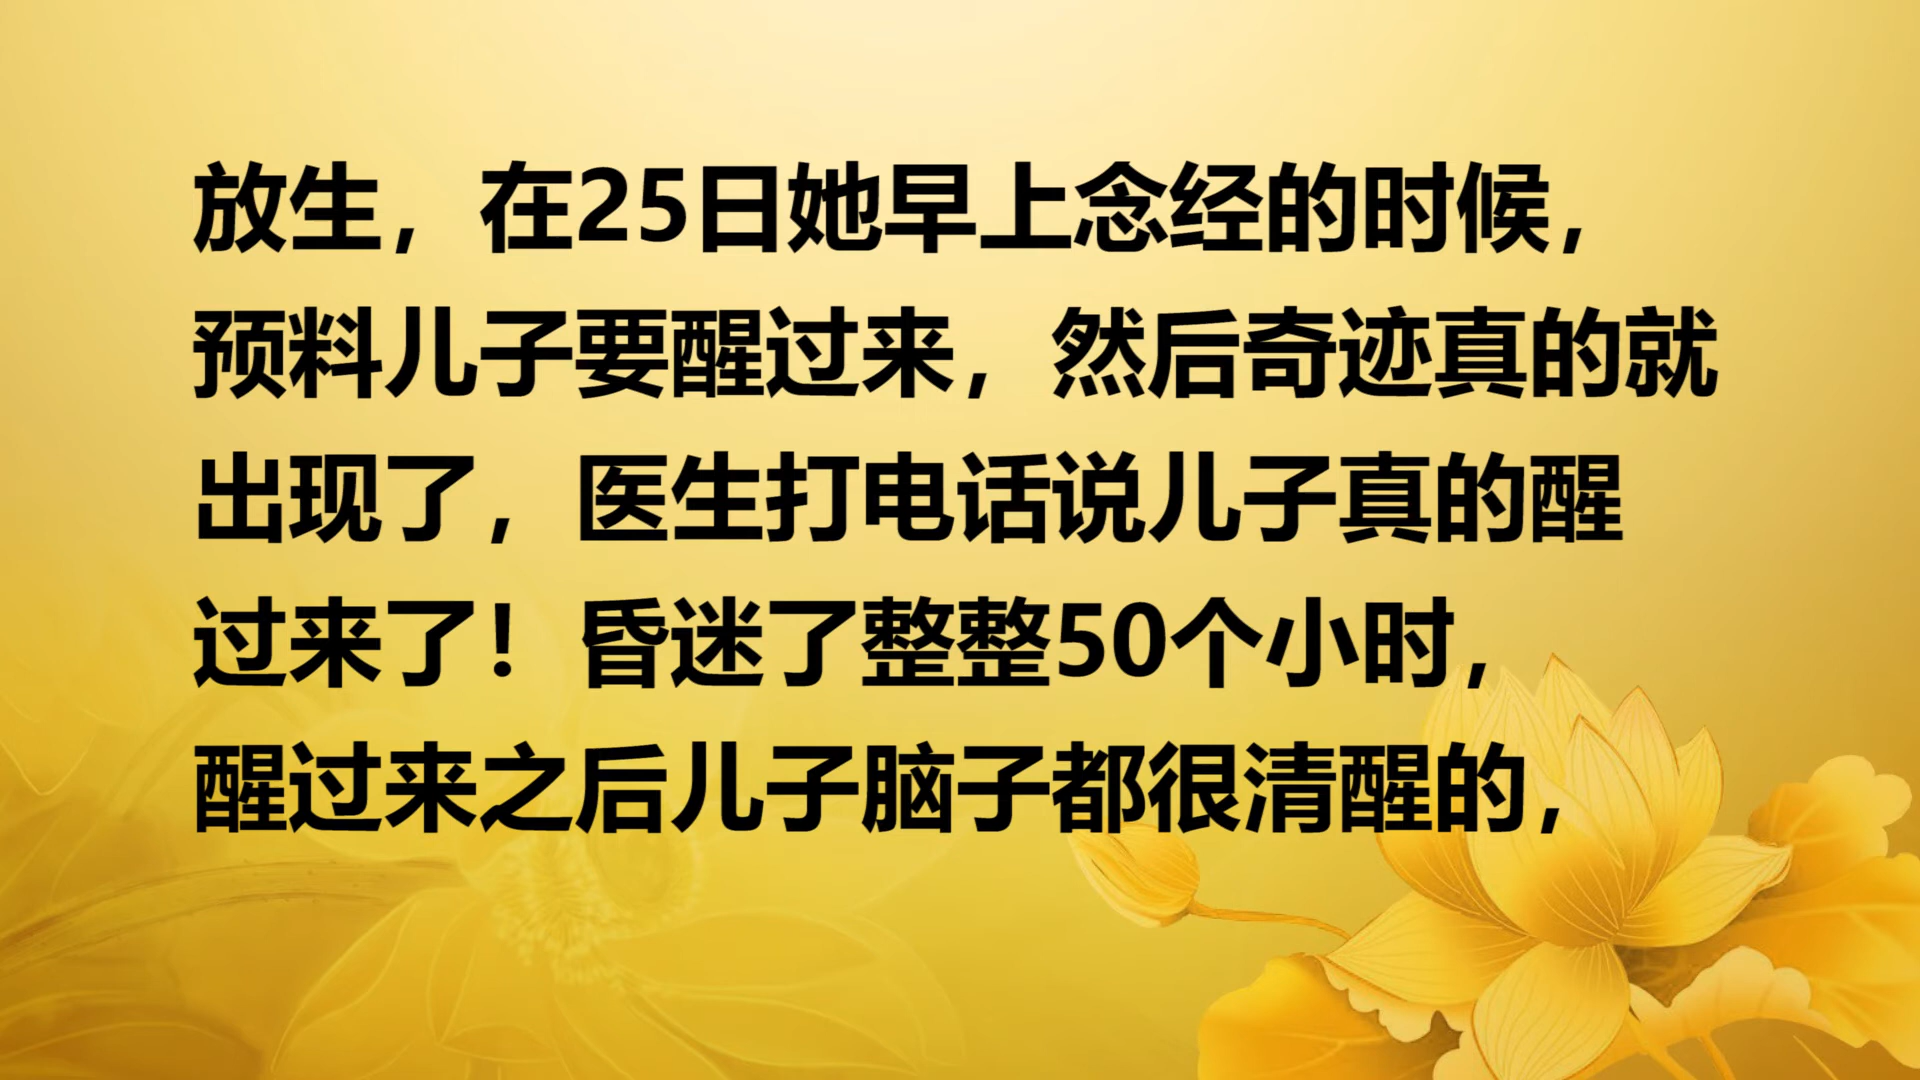 放生，在25日她早上念经的时候，
预料儿子要醒过来，然后奇迹真的就
出现了，医生打电话说儿子真的醒
过来了！昏迷了整整50个小时，
醒过来之后儿子脑子都很清醒的，